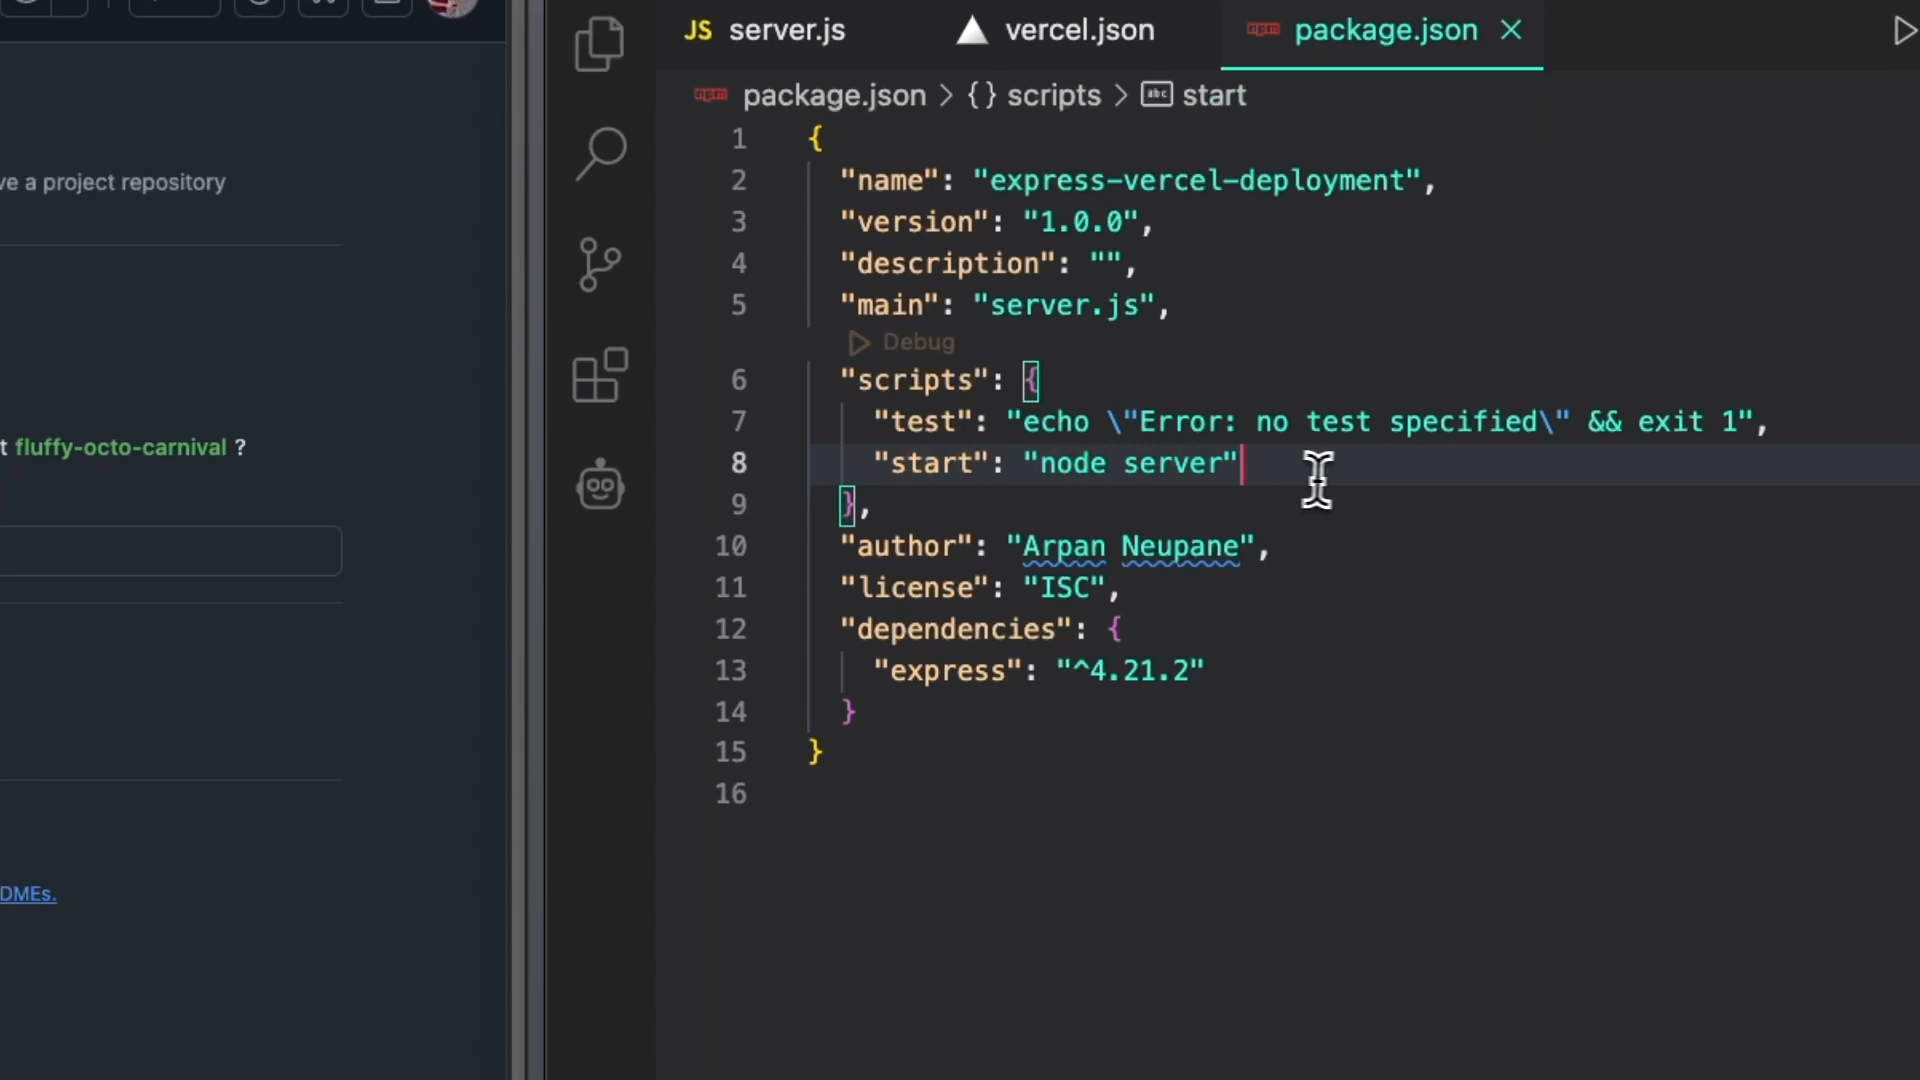 ve a project repository
t fluffy-octo-carnival ?
DMEs.
JS server.js
vercel.json
package.json
package.json > {} scripts > abc start
1 {
2 "name": "express-vercel-deployment",
3 "version": "1.0.0",
4 "description": "",
5 "main": "server.js",
Debug
6 "scripts": {
7 "test": "echo \"Error: no test specified\" && exit 1",
8 "start": "node server"
9 },
10 "author": "Arpan Neupane",
11 "license": "ISC",
12 "dependencies": {
13 "express": "^4.21.2"
14 }
15 }
16